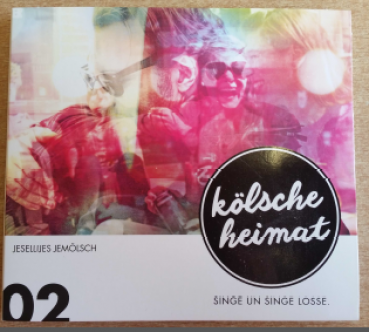 kölsche
heimat
JESELLIJES JEMÖLSCH
SINGE UN SINGE LOSSE.
02